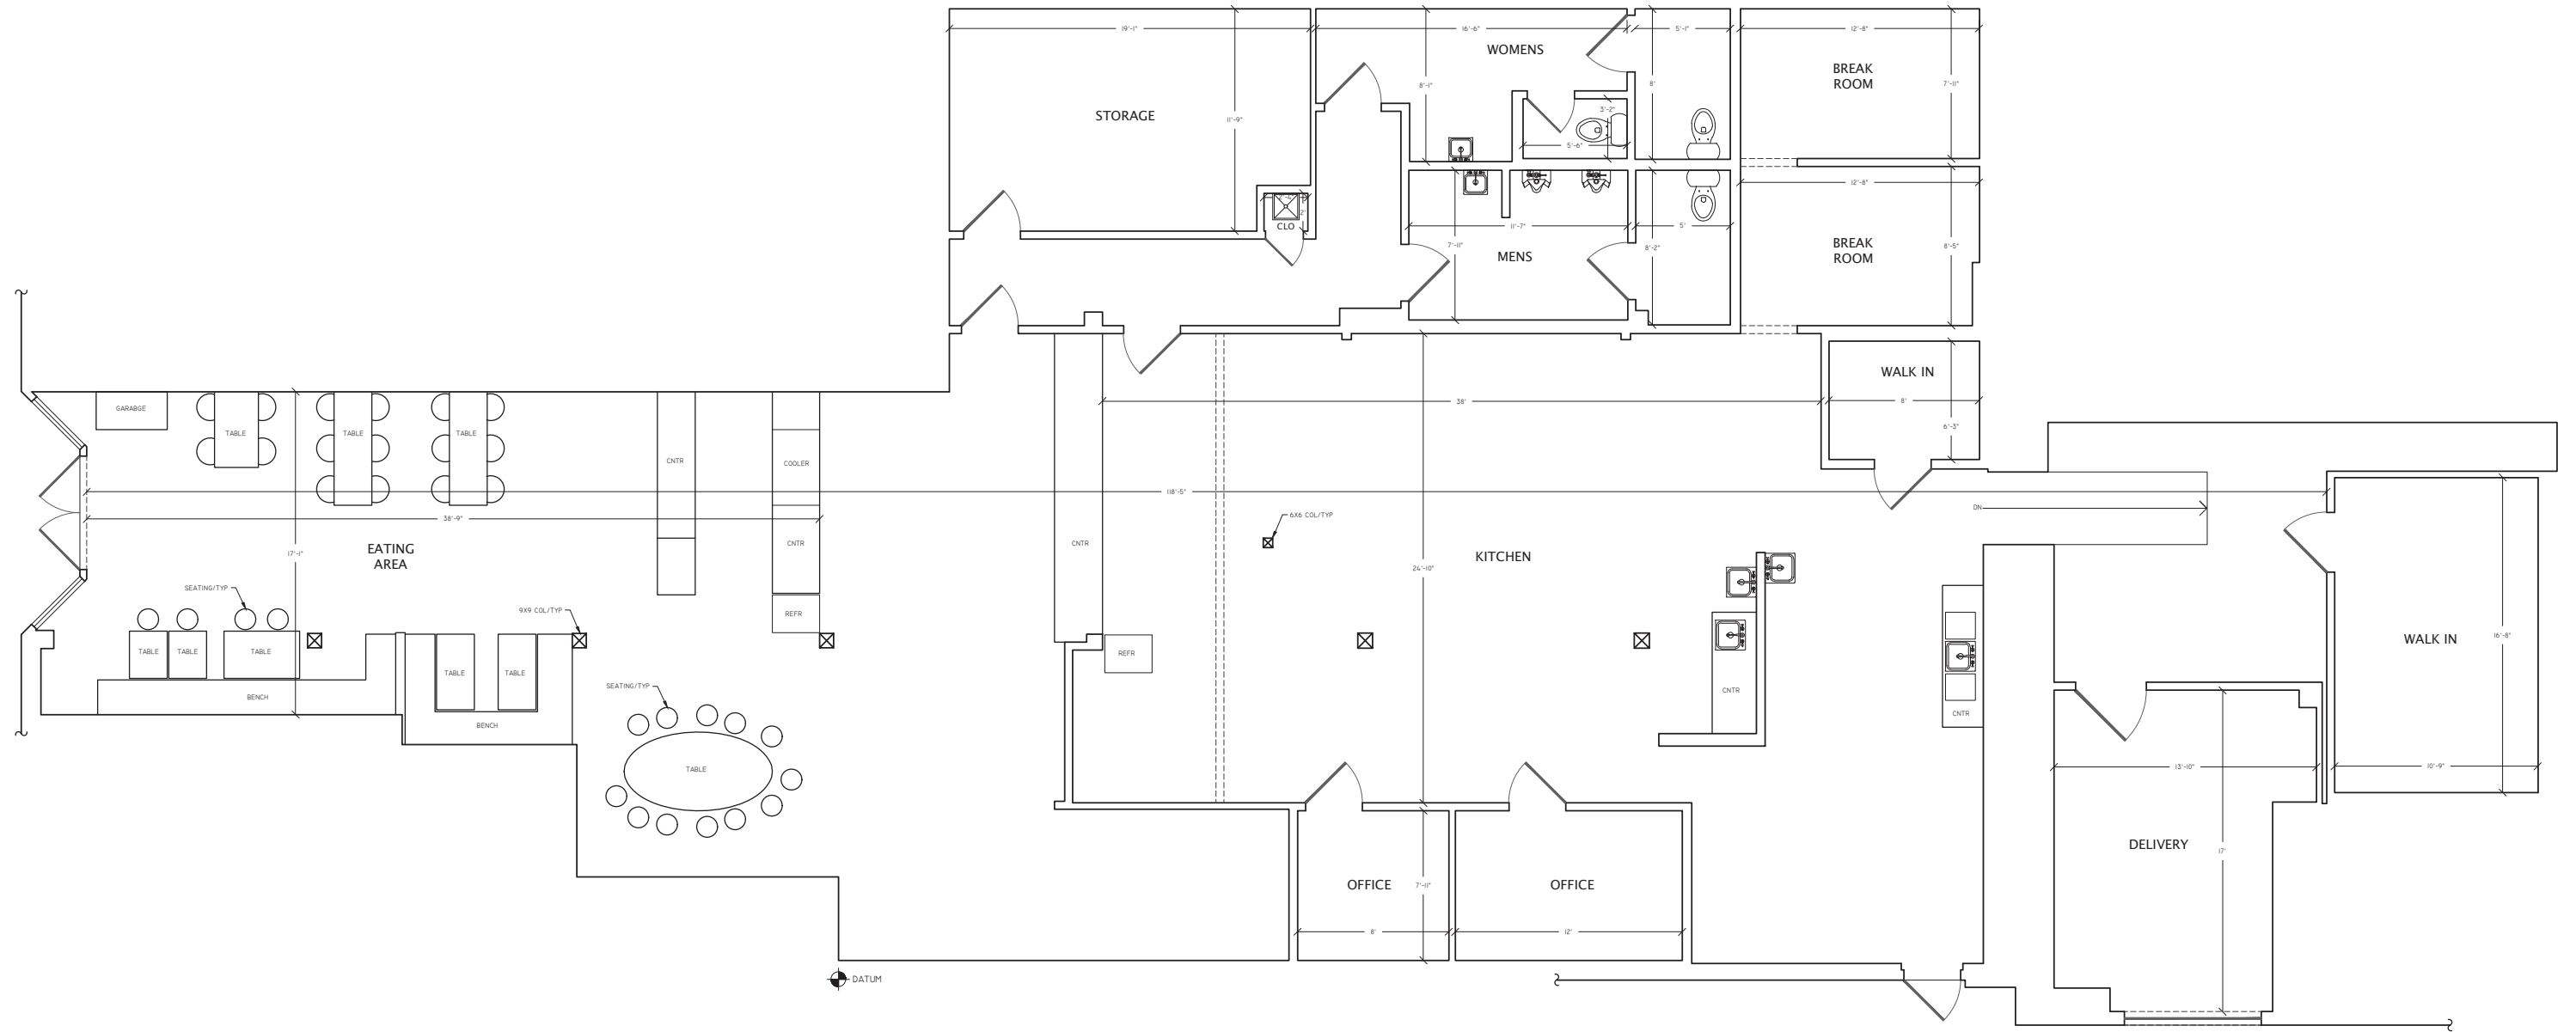 19'-1"
16'-6"
5'-1"
12'-8"
WOMENS
BREAK
ROOM
8'-1"
8'
7'-11"
STORAGE
11'-9"
3'-2"
5'-6"
12'-8"
2'
CLO
11'-7"
5'
7'-11"
8'-2"
8'-5"
MENS
BREAK
ROOM
WALK IN
38'
8'
6'-3"
GARABGE
TABLE
TABLE
TABLE
CNTR
COOLER
118'-5"
DN
38'-9"
6X6 COL/TYP
EATING
AREA
17'-1"
CNTR
CNTR
KITCHEN
24'-10"
SEATING/TYP
9X9 COL/TYP
REFR
TABLE
TABLE
TABLE
TABLE
TABLE
REFR
WALK IN
16'-8"
SEATING/TYP
BENCH
BENCH
CNTR
CNTR
TABLE
13'-10"
10'-9"
DELIVERY
17'
OFFICE
7'-11"
OFFICE
8'
12'
DATUM